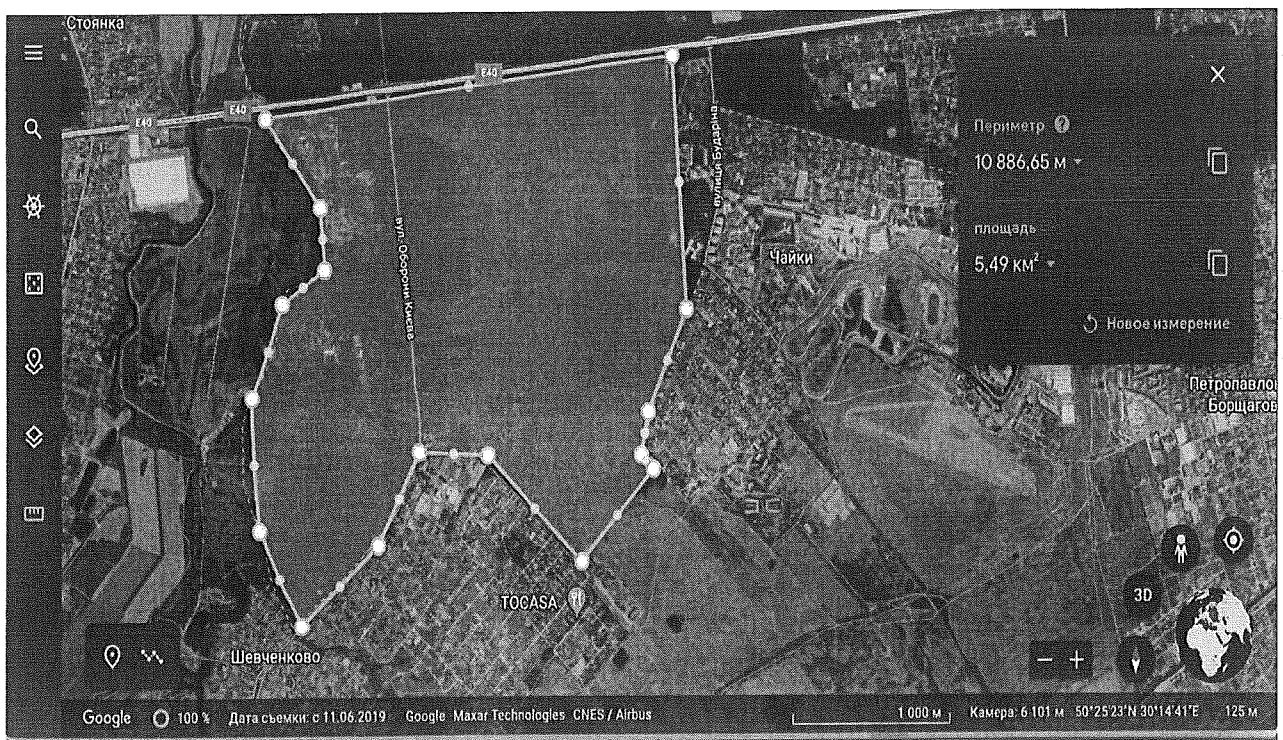 Стоянка
E40
E40
E40
вулиця Бударіна
вул. Оборони Києва
Чайки
Периметр ?
10 886,65 м
площадь
5,49 км²
Новое измерение
Петропавло
Борщагов
TOCASA
3D
Шевченково
Google 100 % Дата съемки: с 11.06.2019 Google Maxar Technologies CNES / Airbus 1 000 м Камера: 6 101 м 50°25'23"N 30°14'41"E 125 м